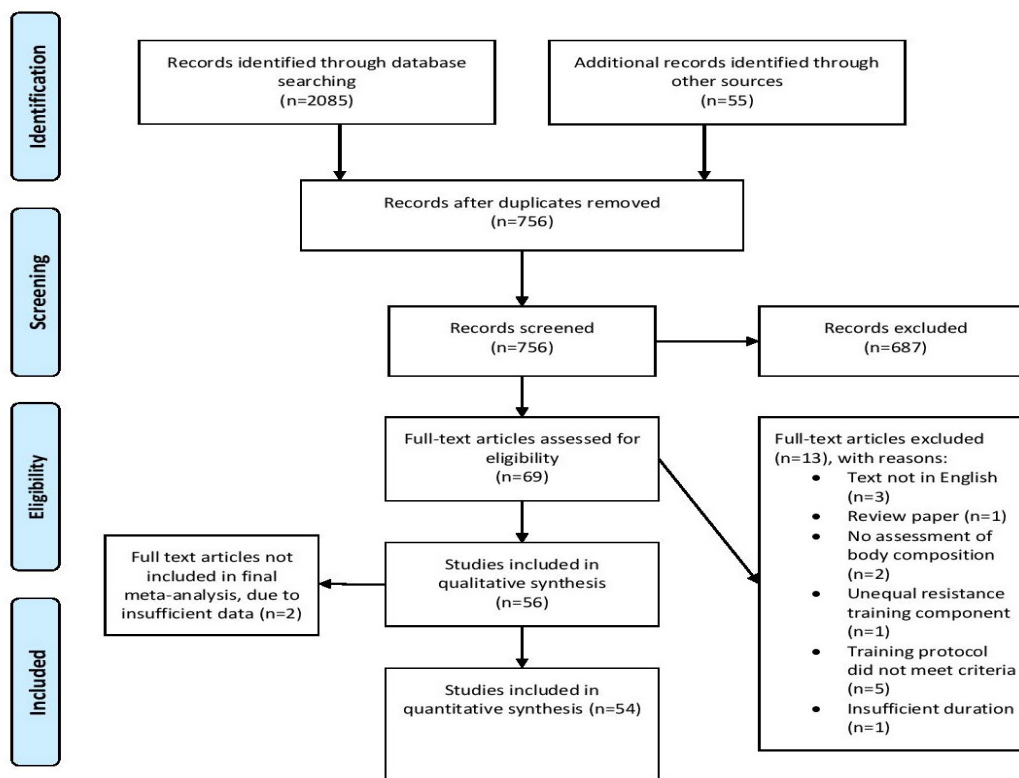 Identification
Records identified through database
searching
(n=2085)
Additional records identified through
other sources
(n=55)
Records after duplicates removed
(n=756)
Screening
Records screened
(n=756)
Records excluded
(n=687)
Eligibility
Full-text articles assessed for
eligibility
(n=69)
Full-text articles excluded
(n=13), with reasons:
• Text not in English
(n=3)
• Review paper (n=1)
• No assessment of
body composition
(n=2)
• Unequal resistance
training component
(n=1)
• Training protocol
did not meet criteria
(n=5)
• Insufficient duration
(n=1)
Full text articles not
included in final
meta-analysis, due to
insufficient data (n=2)
Studies included in
qualitative synthesis
(n=56)
Included
Studies included in
quantitative synthesis (n=54)